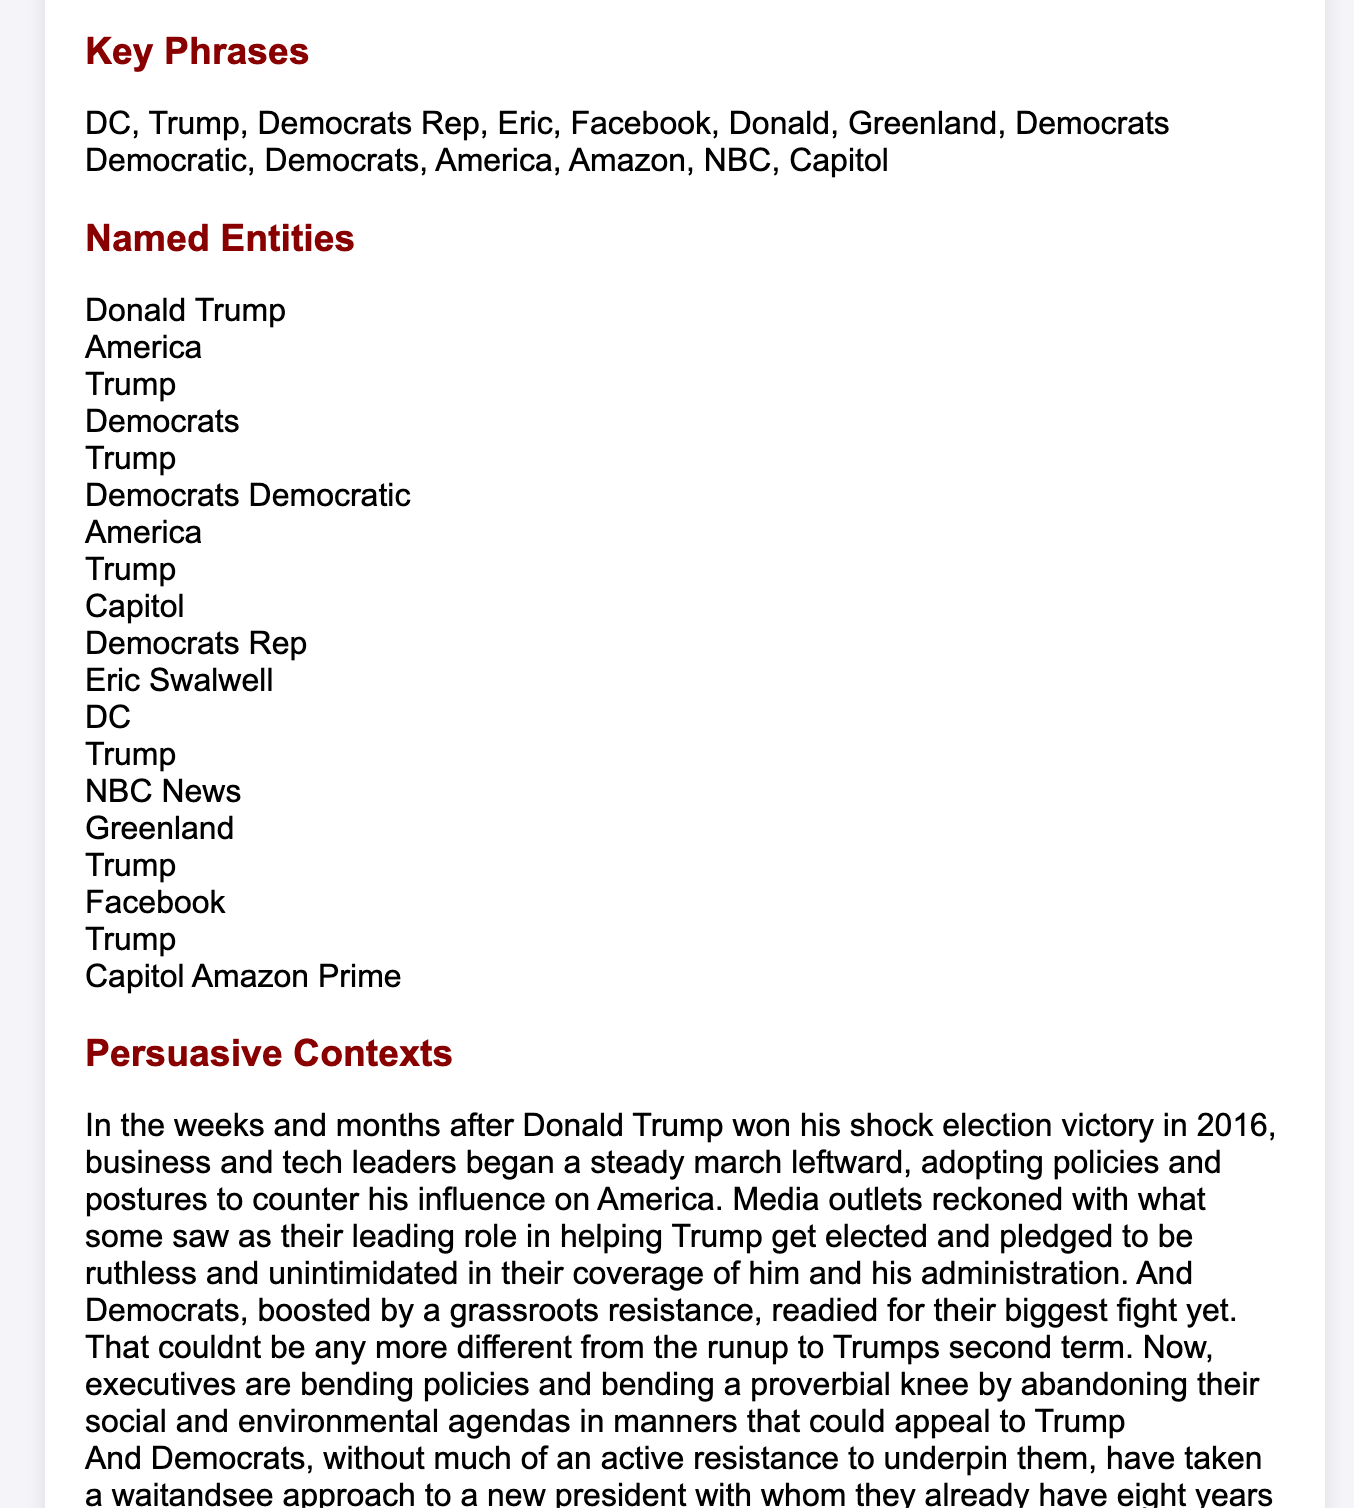 Key Phrases
DC, Trump, Democrats Rep, Eric, Facebook, Donald, Greenland, Democrats
Democratic, Democrats, America, Amazon, NBC, Capitol
Named Entities
Donald Trump
America
Trump
Democrats
Trump
Democrats Democratic
America
Trump
Capitol
Democrats Rep
Eric Swalwell
DC
Trump
NBC News
Greenland
Trump
Facebook
Trump
Capitol Amazon Prime
Persuasive Contexts
In the weeks and months after Donald Trump won his shock election victory in 2016,
business and tech leaders began a steady march leftward, adopting policies and
postures to counter his influence on America. Media outlets reckoned with what
some saw as their leading role in helping Trump get elected and pledged to be
ruthless and unintimidated in their coverage of him and his administration. And
Democrats, boosted by a grassroots resistance, readied for their biggest fight yet.
That couldnt be any more different from the runup to Trumps second term. Now,
executives are bending policies and bending a proverbial knee by abandoning their
social and environmental agendas in manners that could appeal to Trump
And Democrats, without much of an active resistance to underpin them, have taken
a waitandsee approach to a new president with whom they already have eight years